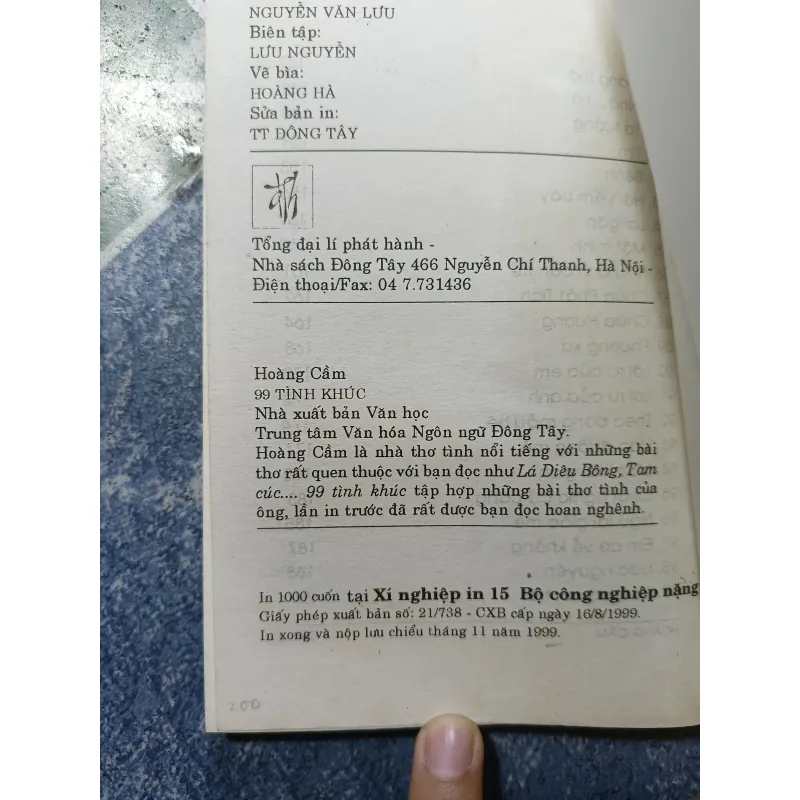 NGUYỄN VĂN LƯU
Biên tập:
LƯU NGUYỄN
Vẽ bìa:
HOÀNG HÀ
Sửa bản in:
TT ĐÔNG TÂY
Tổng đại lí phát hành -
Nhà sách Đông Tây 466 Nguyễn Chí Thanh, Hà Nội -
Điện thoại/Fax: 04 7.731436
Hoàng Cầm
99 TÌNH KHÚC
Nhà xuất bản Văn học
Trung tâm Văn hóa Ngôn ngữ Đông Tây.
Hoàng Cầm là nhà thơ tình nổi tiếng với những bài
thơ rất quen thuộc với bạn đọc như Lá Diêu Bông, Tam
cúc.... 99 tình khúc tập hợp những bài thơ tình của
ông, lần in trước đã rất được bạn đọc hoan nghênh.
In 1000 cuốn tại Xí nghiệp in 15 Bộ công nghiệp nặng
Giấy phép xuất bản số: 21/738 - CXB cấp ngày 16/8/1999.
In xong và nộp lưu chiểu tháng 11 năm 1999.